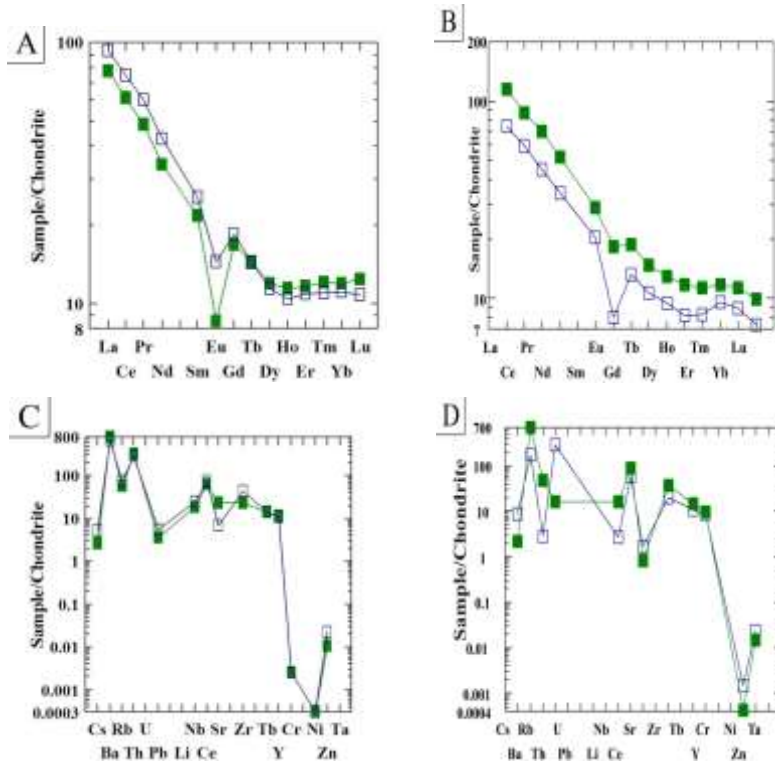 A
100
10
8
Sample/Chondrite
La Pr Eu Tb Ho Tm Lu
Ce Nd Sm Gd Dy Er Yb
B
200
100
10
7
Sample/Chondrite
La Pr Eu Tb Ho Tm Lu
Ce Nd Sm Gd Dy Er Yb
C
800
100
10
1
0.1
0.01
0.001
0.0003
Sample/Chondrite
Cs Rb U Nb Sr Zr Tb Cr Ni Ta
Ba Th Pb Li Ce Y Zn
D
700
100
10
1
0.1
0.01
0.001
0.0004
Sample/Chondrite
Cs Rb U Nb Sr Zr Tb Cr Ni Ta
Ba Th Pb Li Ce Y Zn